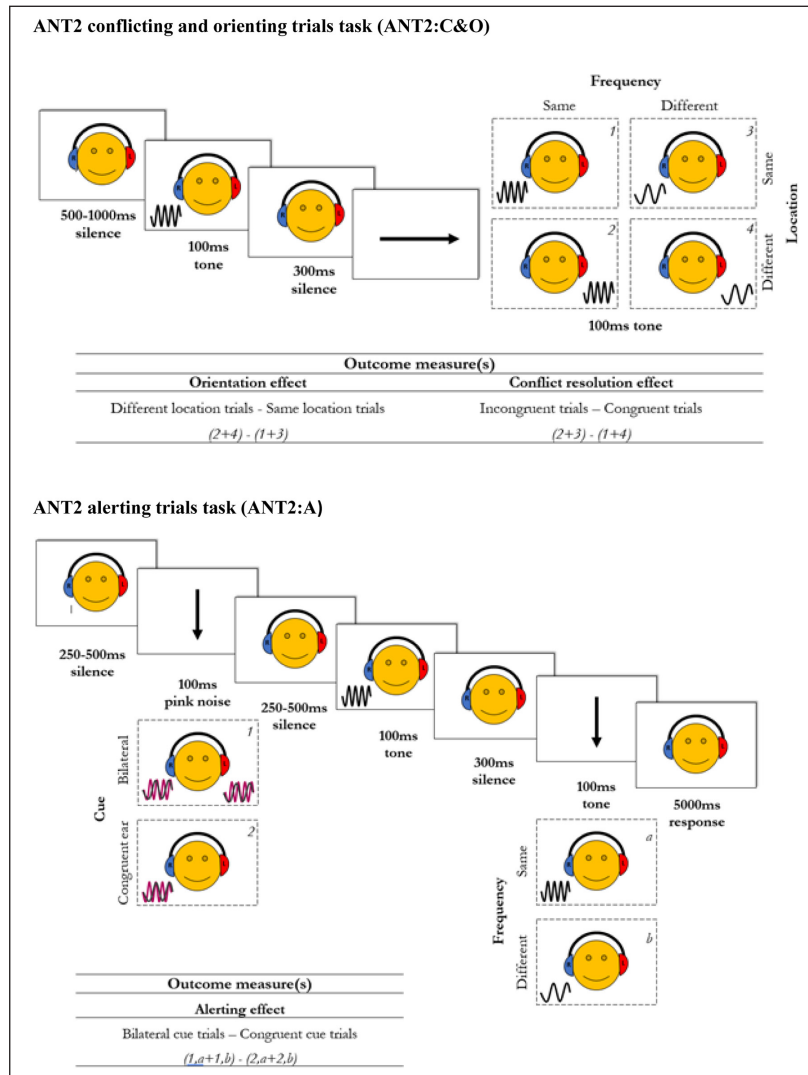 ANT2 conflicting and orienting trials task (ANT2:C&O)
Frequency
Same
Different
R
L
500-1000ms
silence
R
L
100ms
tone
R
L
300ms
silence
1
R
L
3
R
L
Same
2
R
L
4
R
L
Different
Location
100ms tone
Outcome measure(s)
Orientation effect
Conflict resolution effect
Different location trials - Same location trials
Incongruent trials – Congruent trials
(2+4) - (1+3)
(2+3) - (1+4)
ANT2 alerting trials task (ANT2:A)
R
L
250-500ms
silence
100ms
pink noise
R
L
250-500ms
silence
R
L
100ms
tone
R
L
300ms
silence
100ms
tone
R
L
5000ms
response
Cue
Bilateral
1
R
L
Congruent ear
2
R
L
Frequency
Same
a
R
L
Different
b
R
L
Outcome measure(s)
Alerting effect
Bilateral cue trials – Congruent cue trials
(1,a+1,b) - (2,a+2,b)